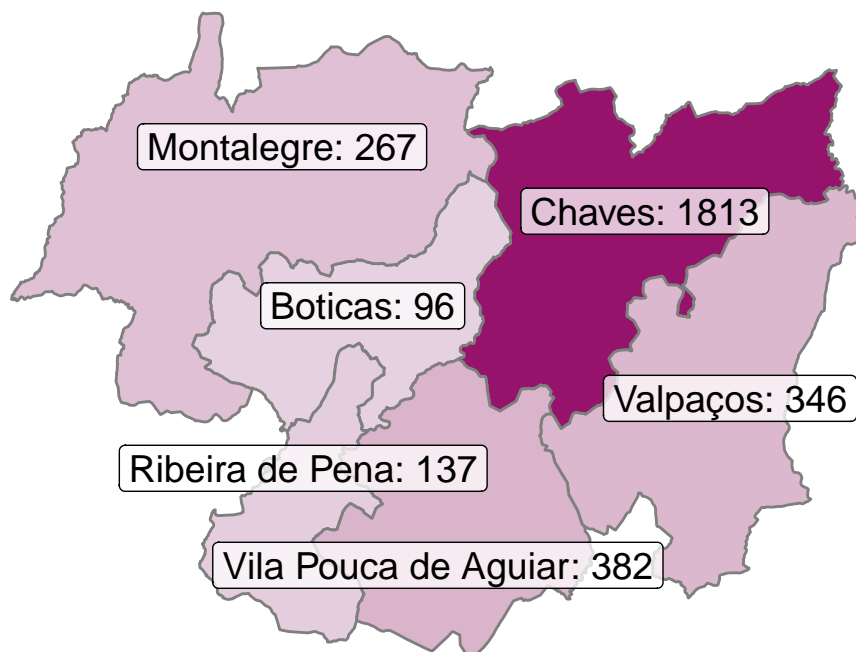 Montalegre: 267
Chaves: 1813
Boticas: 96
Valpaços: 346
Ribeira de Pena: 137
Vila Pouca de Aguiar: 382